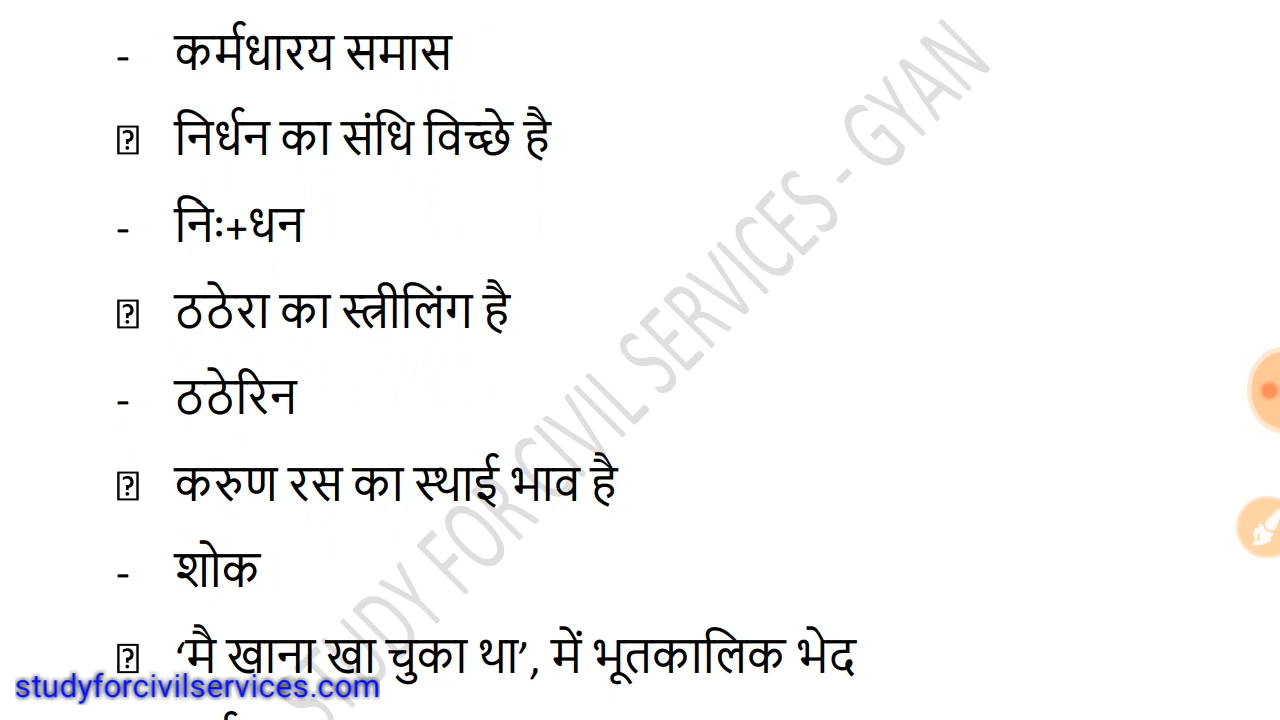 - कर्मधारय समास
निर्धन का संधि विच्छे है
- निः+धन
ठठेरा का स्त्रीलिंग है
- ठठेरिन
करुण रस का स्थाई भाव है
- शोक
‘मै खाना खा चुका था’, में भूतकालिक भेद
studyforcivilservices.com
STUDY FOR CIVIL SERVICES - GYAN